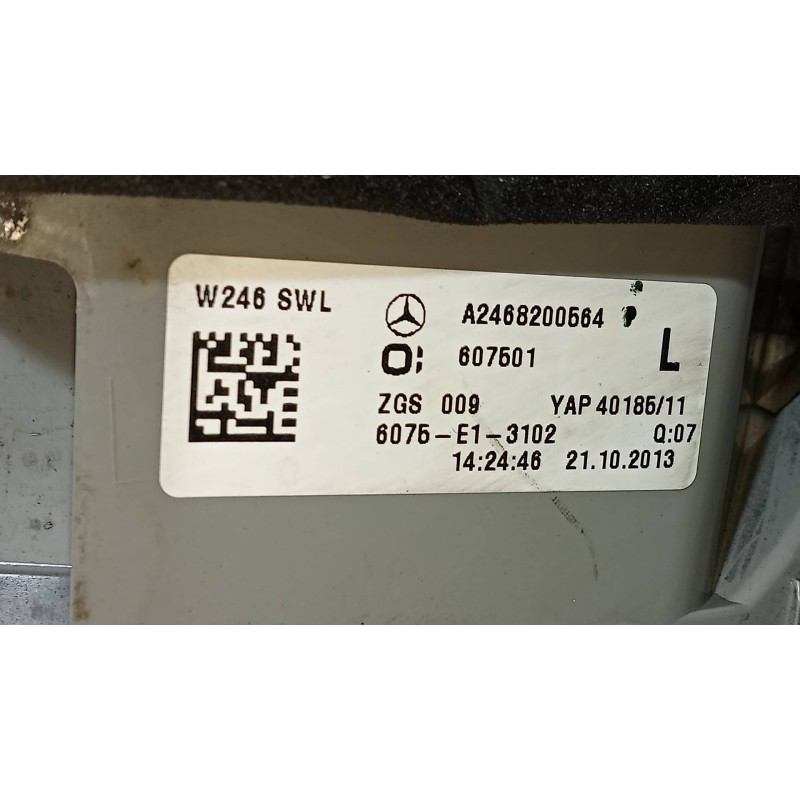 W246 SWL
A2468200564
607501
L
ZGS 009 YAP 40185/11
6075-E1-3102 Q:07
14:24:46 21.10.2013